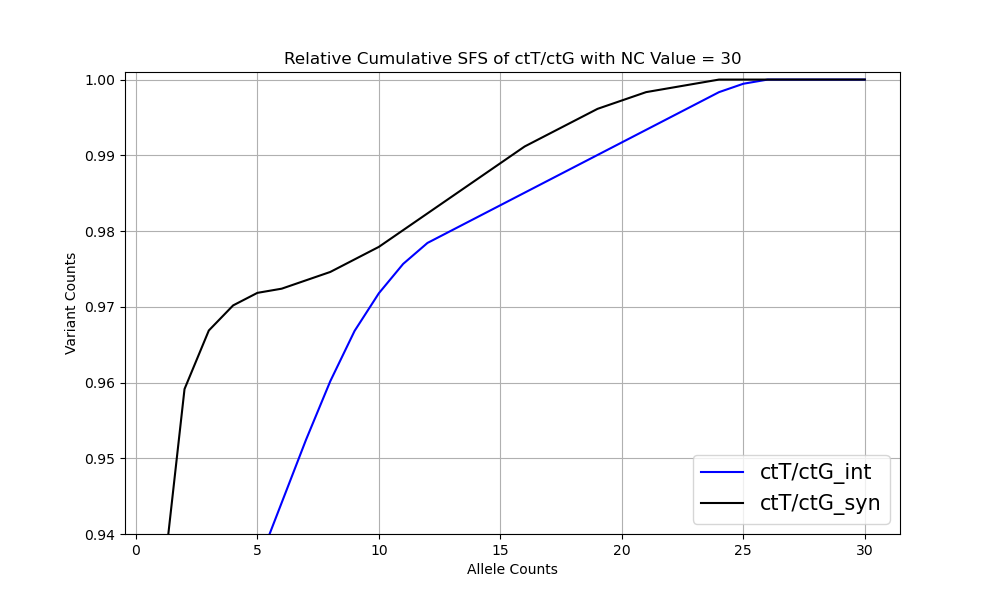 Relative Cumulative SFS of ctT/ctG with NC Value = 30
1.00
0.99
0.98
0.97
0.96
0.95
0.94
Variant Counts
ctT/ctG_int
ctT/ctG_syn
0 5 10 15 20 25 30
Allele Counts